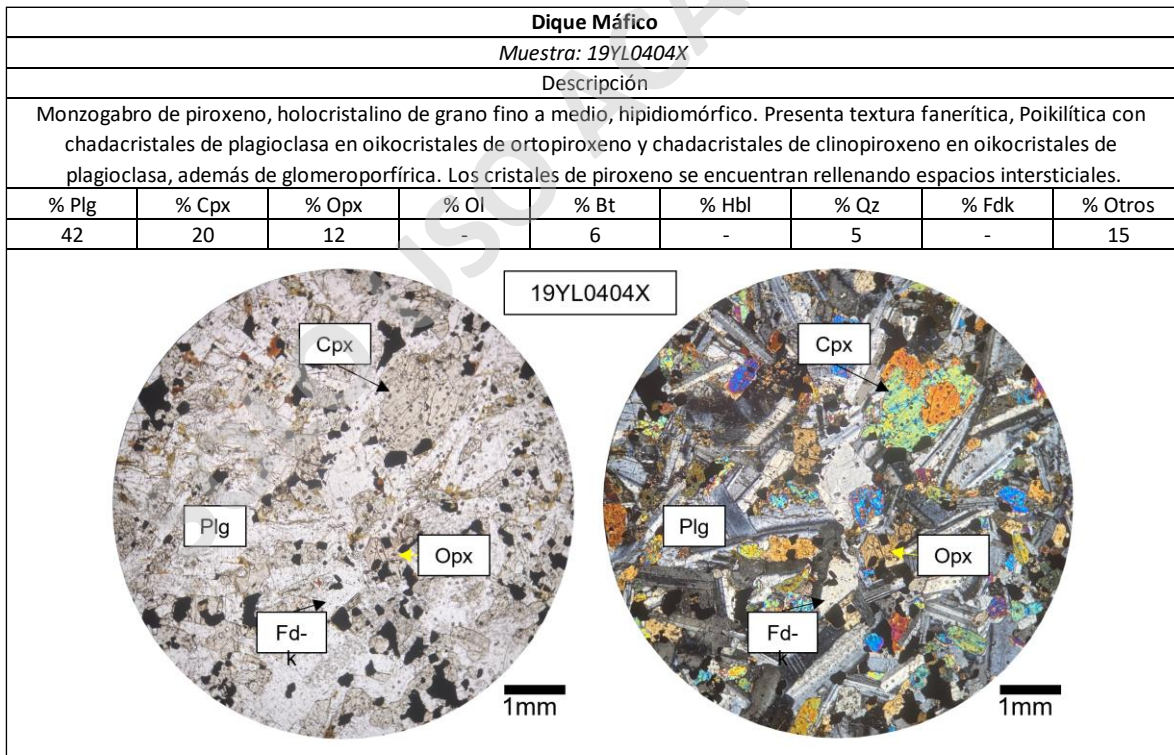 Dique Máfico
Muestra: 19YL0404X
Descripción
Monzogabro de piroxeno, holocristalino de grano fino a medio, hipidiomórfico. Presenta textura fanerítica, Poikilítica con
chadacristales de plagioclasa en oikocristales de ortopiroxeno y chadacristales de clinopiroxeno en oikocristales de
plagioclasa, además de glomeroporfírica. Los cristales de piroxeno se encuentran rellenando espacios intersticiales.
% Plg % Cpx % Opx % Ol % Bt % Hbl % Qz % Fdk % Otros
42 20 12 - 6 - 5 - 15
19YL0404X
Cpx
Plg
Opx
Fd-
k
1mm
Cpx
Plg
Opx
Fd-
k
1mm
USO ACA